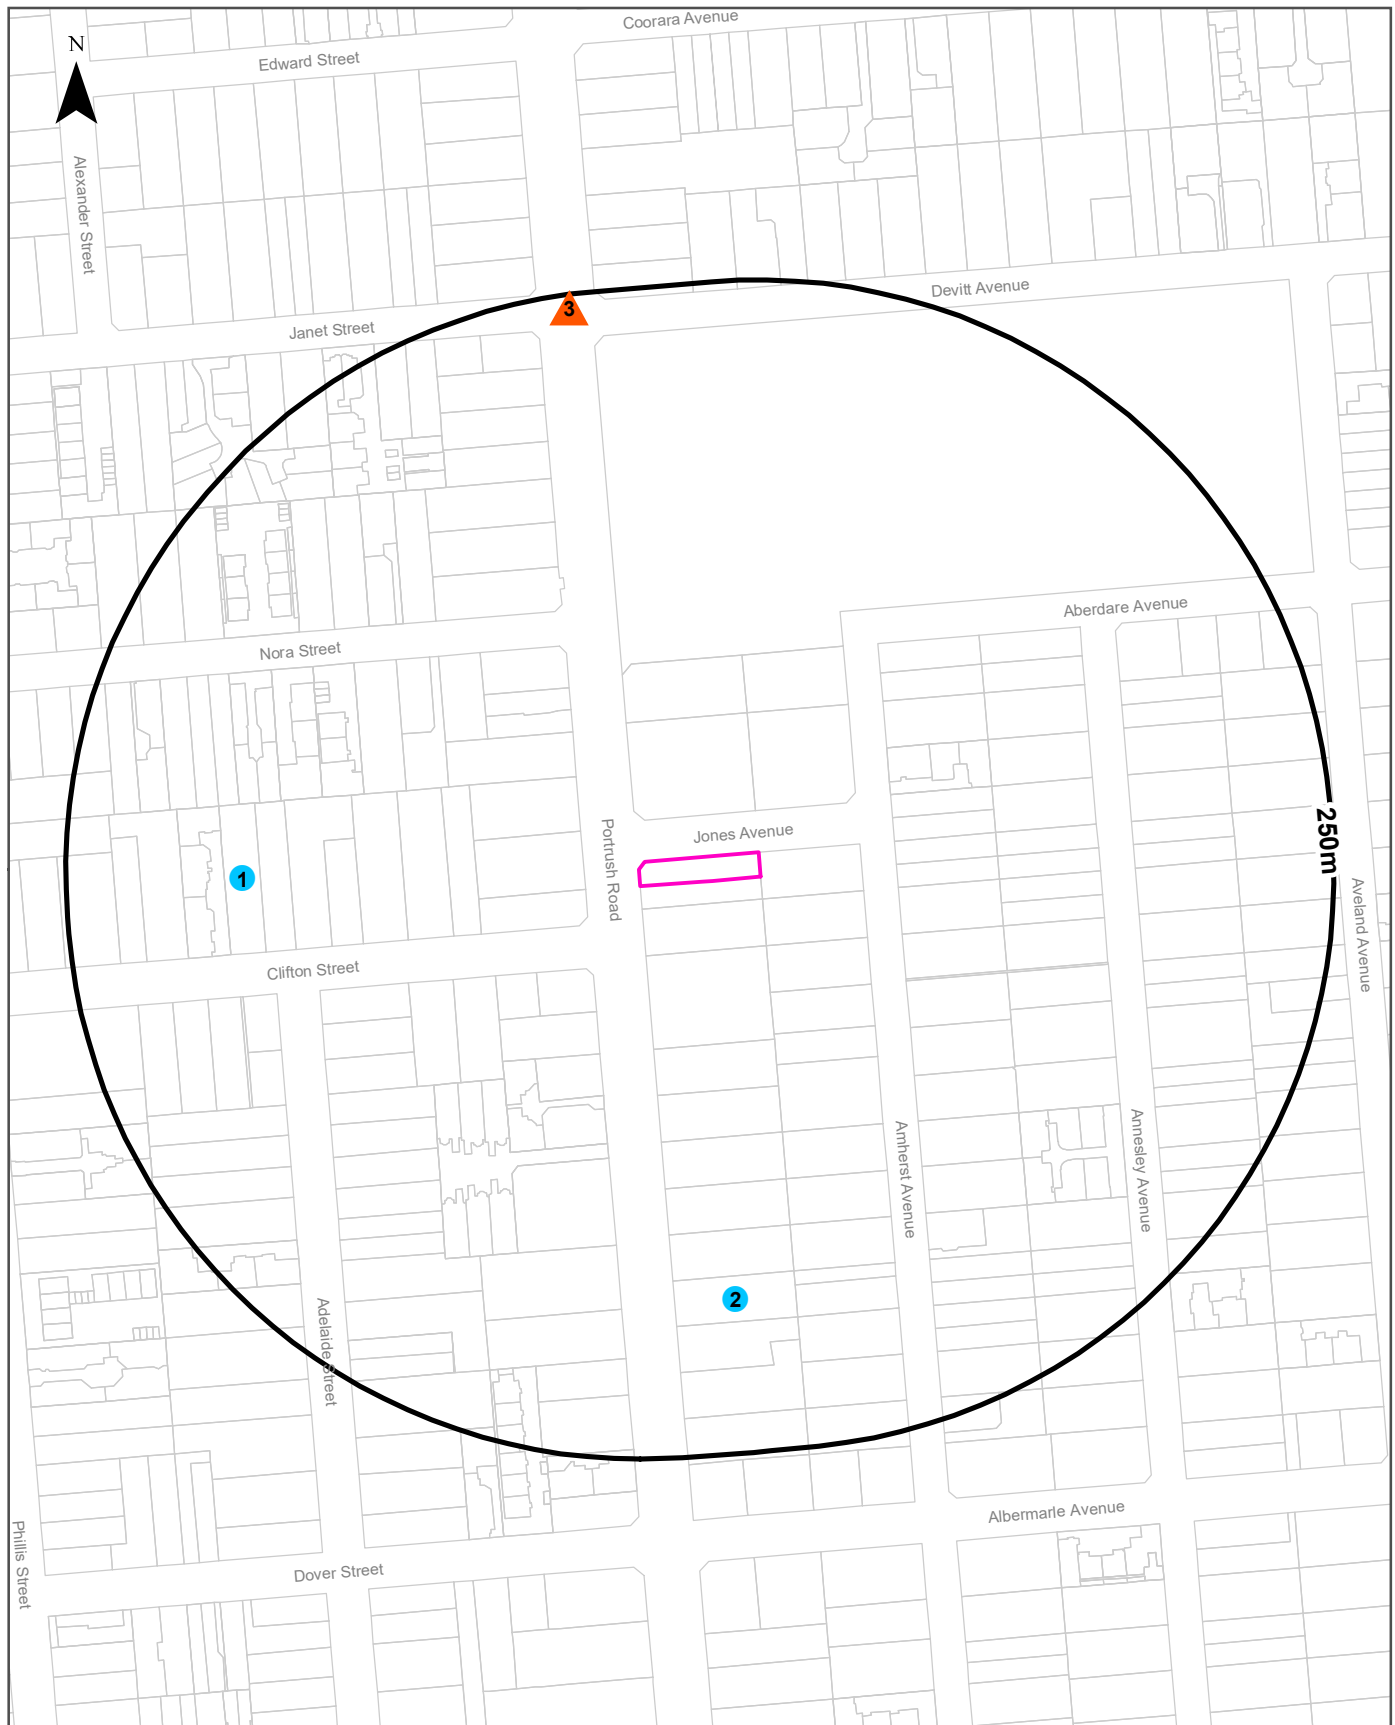 Coorara Avenue
N
Edward Street
Alexander Street
Devitt Avenue
3
Janet Street
Aberdare Avenue
Nora Street
250m
Jones Avenue
Portrush Road
1
Aveland Avenue
Clifton Street
Amherst Avenue
Annesley Avenue
2
Adelaide Street
Albermarle Avenue
Phillis Street
Dover Street